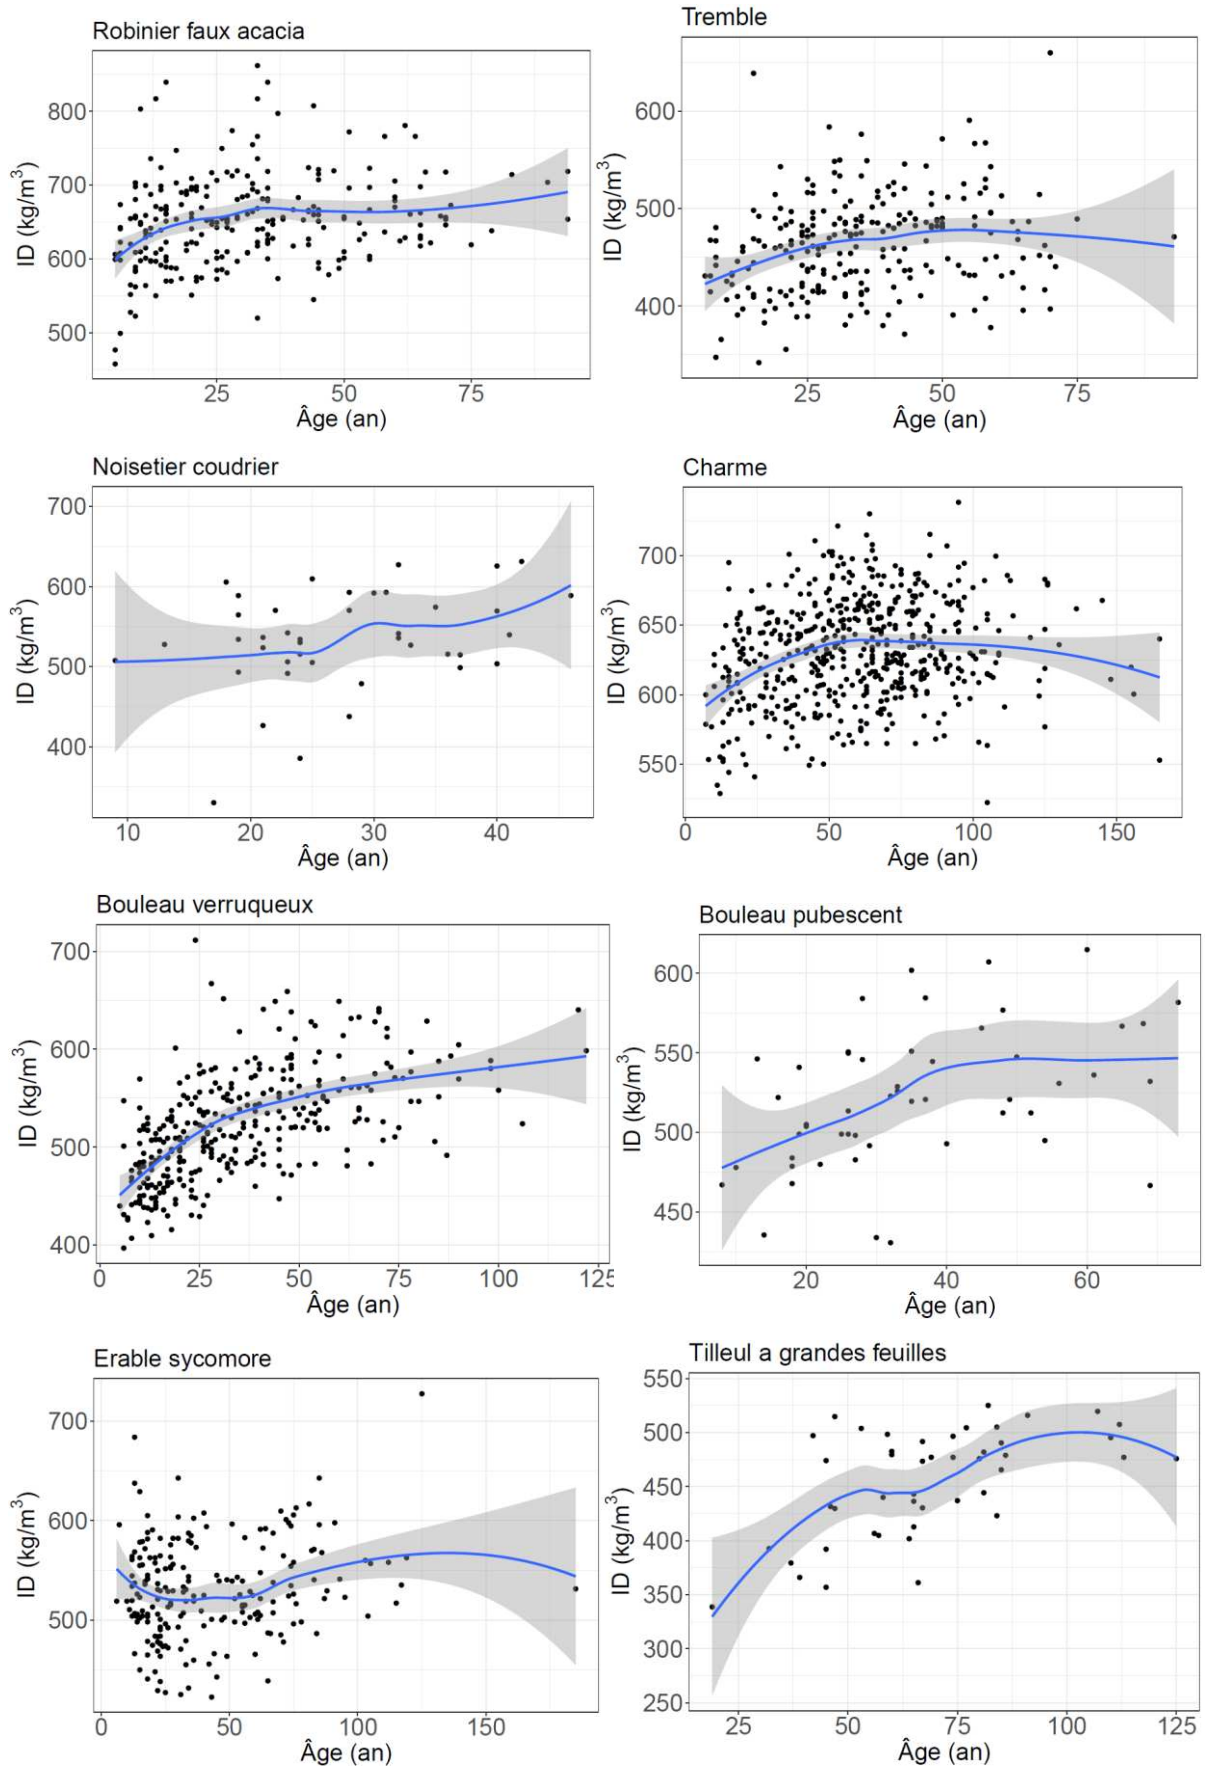 Robinier faux acacia
ID (kg/m³)
800
700
600
500
25
50
75
Âge (an)
Tremble
ID (kg/m³)
600
500
400
25
50
75
Âge (an)
Noisetier coudrier
ID (kg/m³)
700
600
500
400
10
20
30
40
Âge (an)
Charme
ID (kg/m³)
700
650
600
550
0
50
100
150
Âge (an)
Bouleau verruqueux
ID (kg/m³)
700
600
500
400
0
25
50
75
100
125
Âge (an)
Bouleau pubescent
ID (kg/m³)
600
550
500
450
20
40
60
Âge (an)
Erable sycomore
ID (kg/m³)
700
600
500
0
50
100
150
Âge (an)
Tilleul a grandes feuilles
ID (kg/m³)
550
500
450
400
350
300
250
25
50
75
100
125
Âge (an)